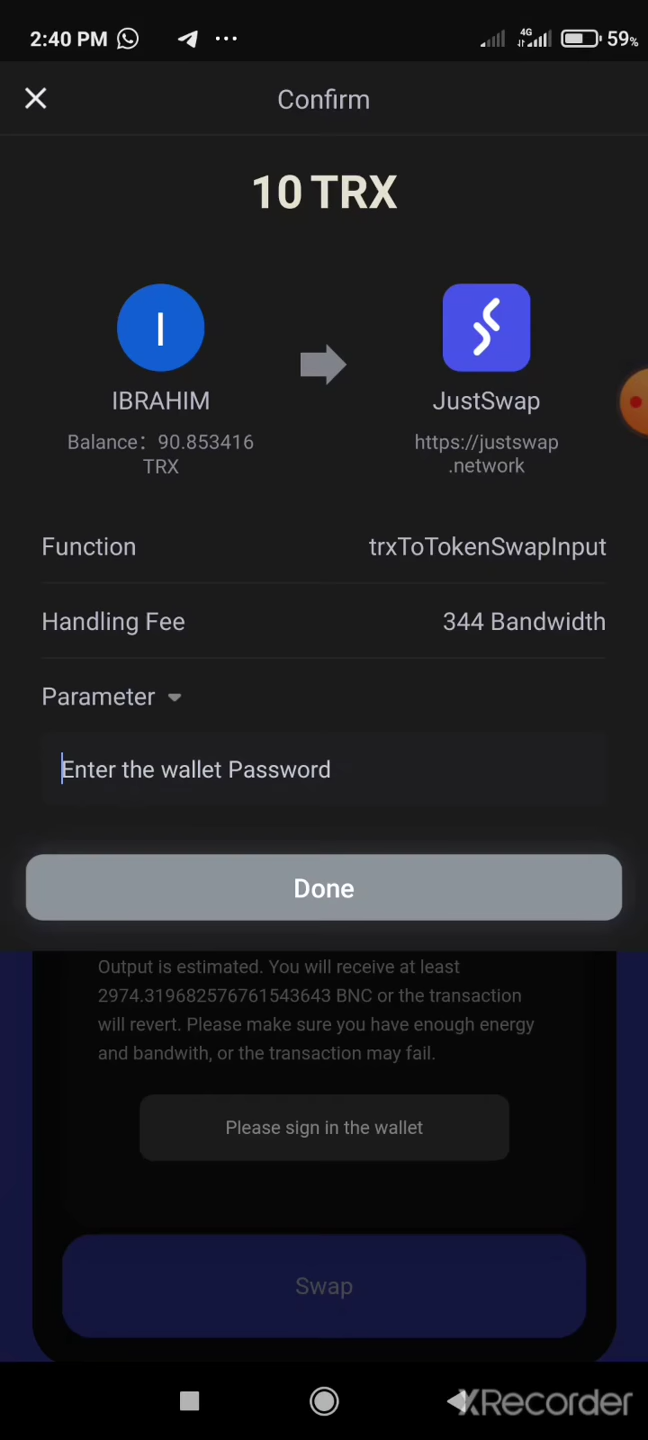 2:40 PM
4G
59%
Confirm
10 TRX
I
IBRAHIM
JustSwap
Balance：90.853416
TRX
https://justswap
.network
Function
trxToTokenSwapInput
Handling Fee
344 Bandwidth
Parameter
Enter the wallet Password
Done
Output is estimated. You will receive at least
2974.319682576761543643 BNC or the transaction
will revert. Please make sure you have enough energy
and bandwith, or the transaction may fail.
Please sign in the wallet
Swap
XRecorder